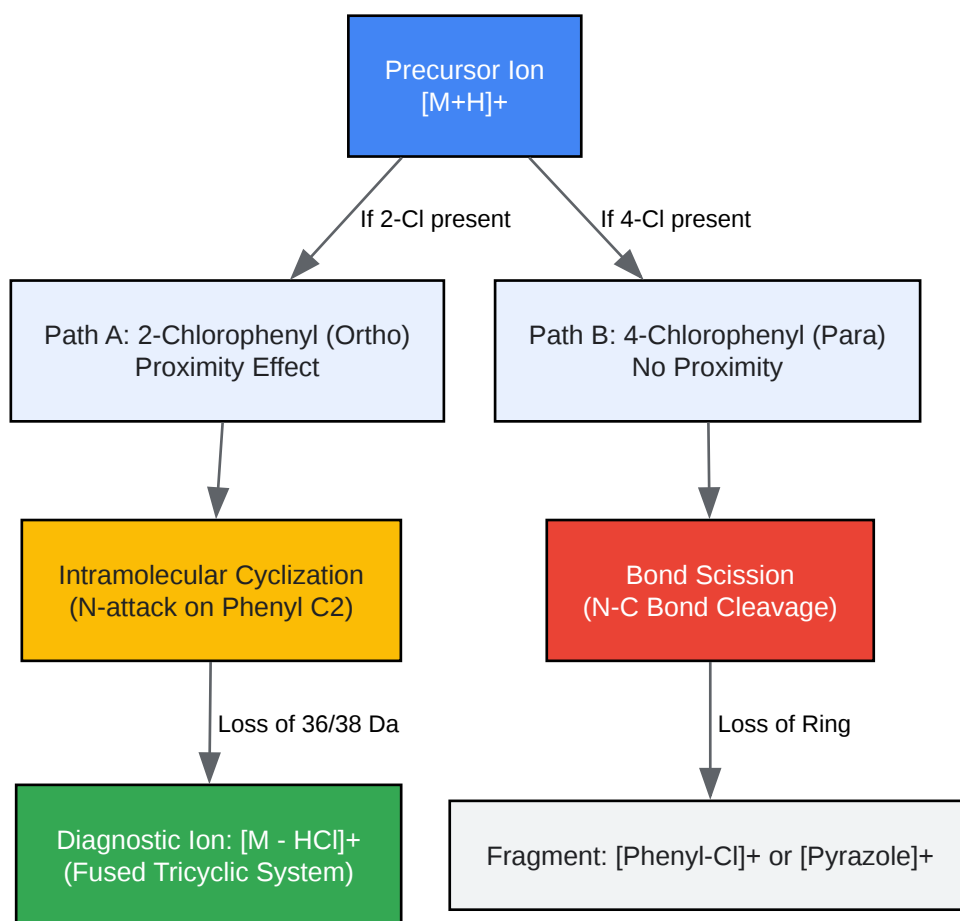 Precursor Ion
[M+H]+
If 2-Cl present
If 4-Cl present
Path A: 2-Chlorophenyl (Ortho)
Proximity Effect
Path B: 4-Chlorophenyl (Para)
No Proximity
Intramolecular Cyclization
(N-attack on Phenyl C2)
Bond Scission
(N-C Bond Cleavage)
Loss of 36/38 Da
Loss of Ring
Diagnostic Ion: [M - HCl]+
(Fused Tricyclic System)
Fragment: [Phenyl-Cl]+ or [Pyrazole]+